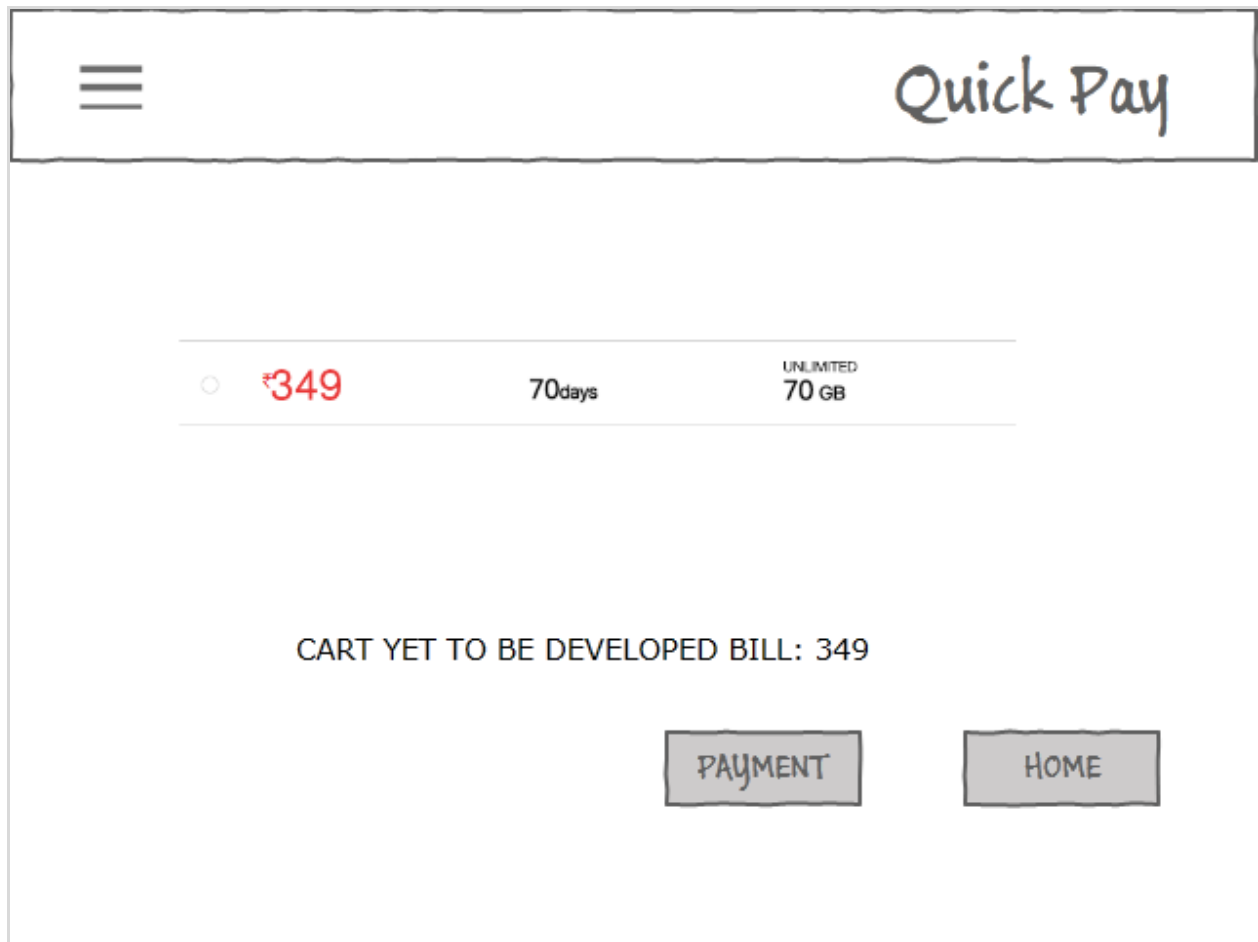 Quick Pay
₹349 70days UNLIMITED 70 GB
CART YET TO BE DEVELOPED BILL: 349
PAYMENT HOME